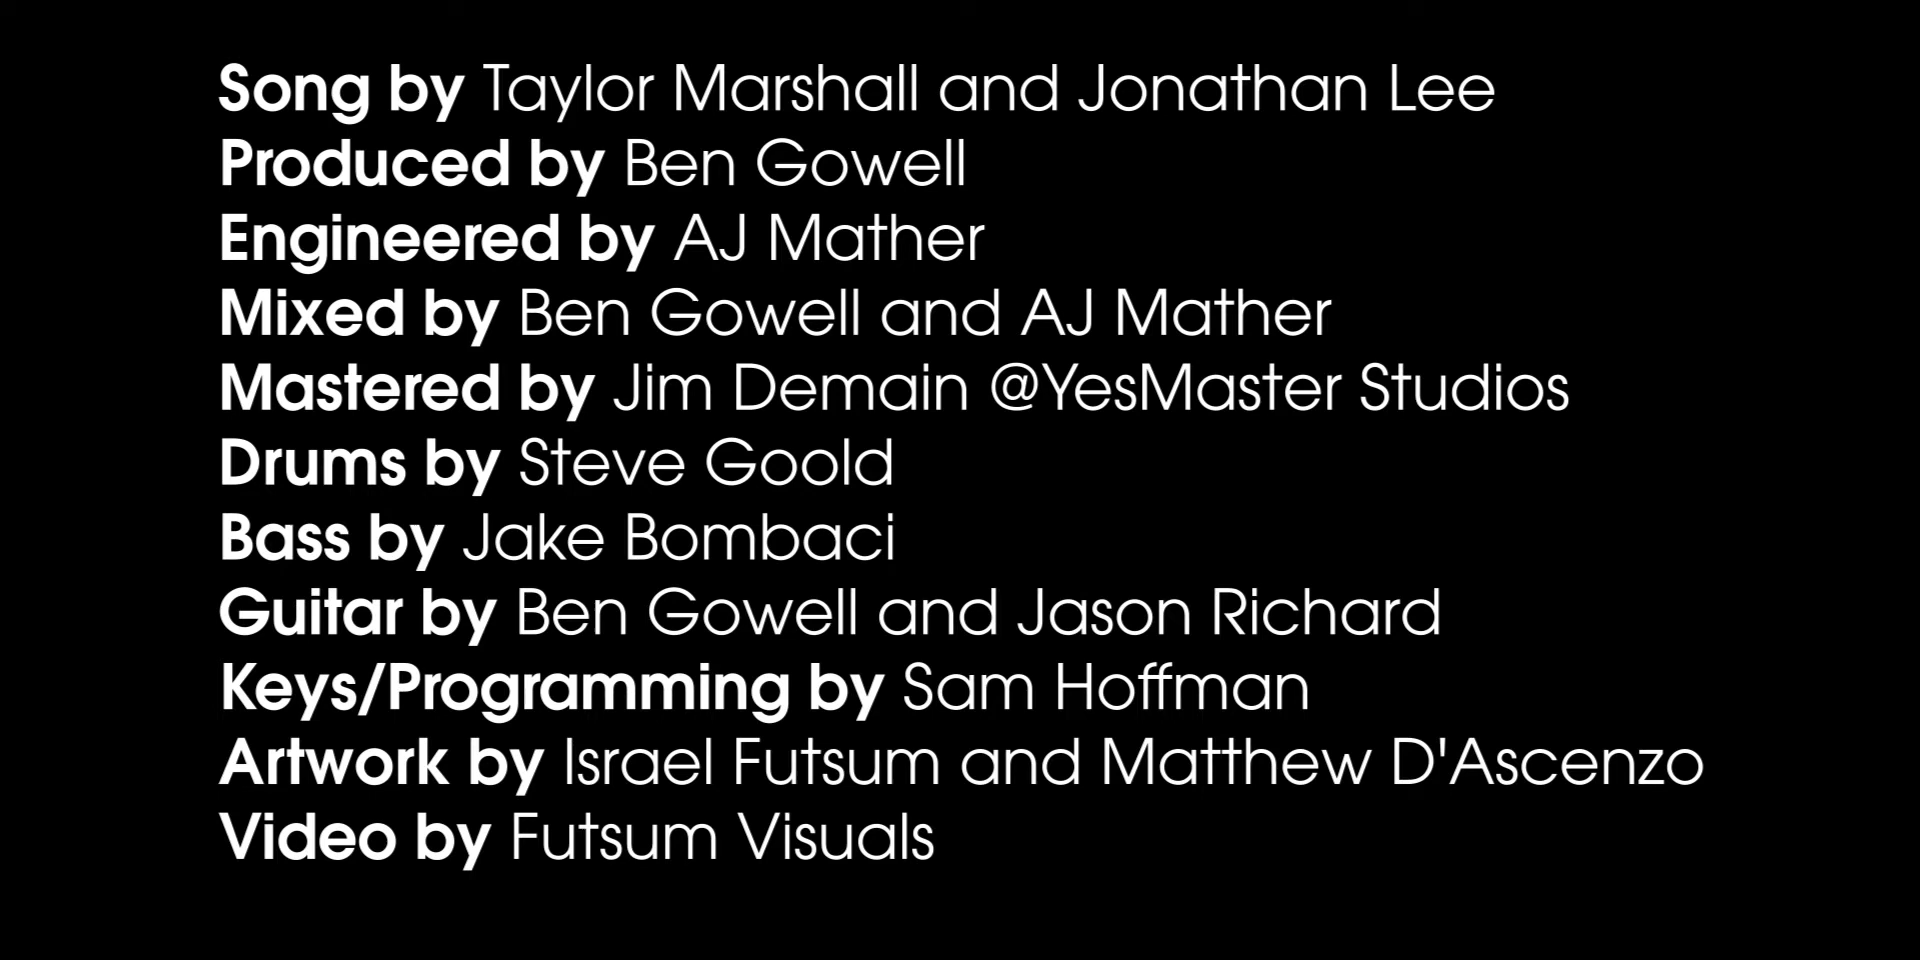 Song by Taylor Marshall and Jonathan Lee
Produced by Ben Gowell
Engineered by AJ Mather
Mixed by Ben Gowell and AJ Mather
Mastered by Jim Demain @YesMaster Studios
Drums by Steve Goold
Bass by Jake Bombaci
Guitar by Ben Gowell and Jason Richard
Keys/Programming by Sam Hoffman
Artwork by Israel Futsum and Matthew D'Ascenzo
Video by Futsum Visuals